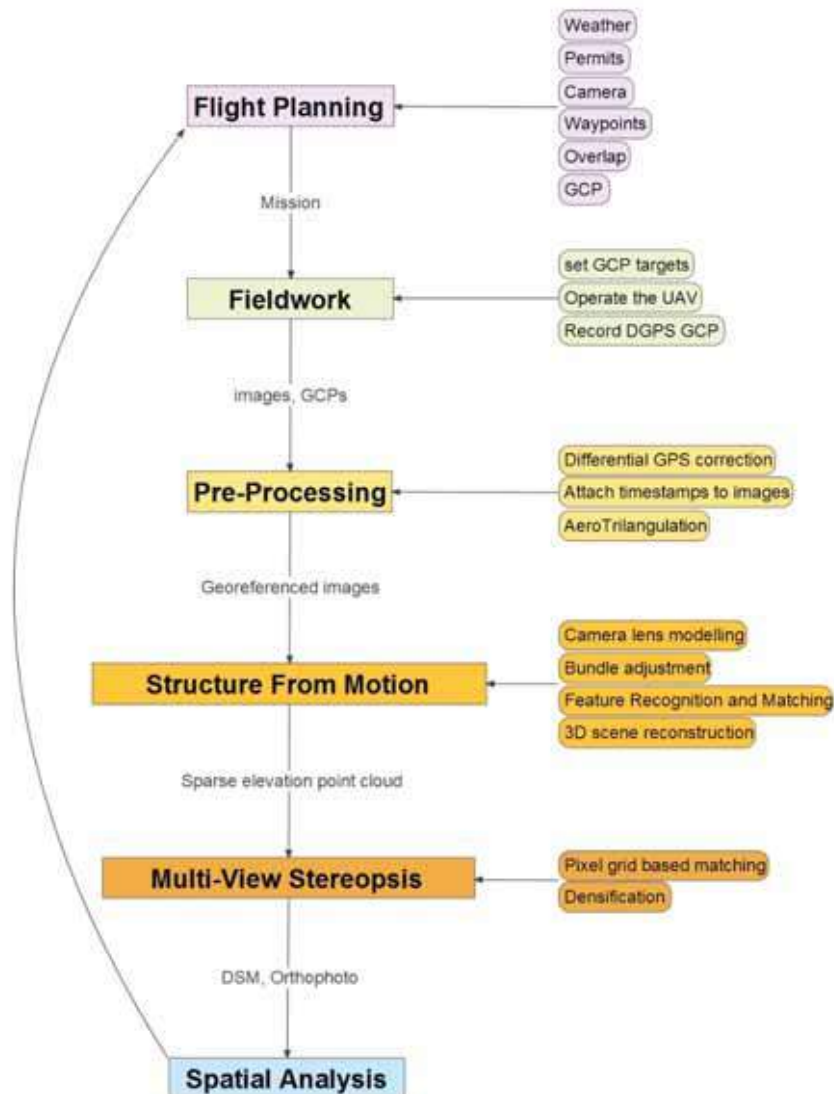 Weather
Permits
Flight Planning
Camera
Waypoints
Overlap
GCP
Mission
set GCP targets
Fieldwork
Operate the UAV
Record DGPS GCP
images, GCPs
Differential GPS correction
Pre-Processing
Attach timestamps to images
AeroTrilangulation
Georeferenced images
Camera lens modelling
Bundle adjustment
Structure From Motion
Feature Recognition and Matching
3D scene reconstruction
Sparse elevation point cloud
Pixel grid based matching
Multi-View Stereopsis
Densification
DSM, Orthophoto
Spatial Analysis